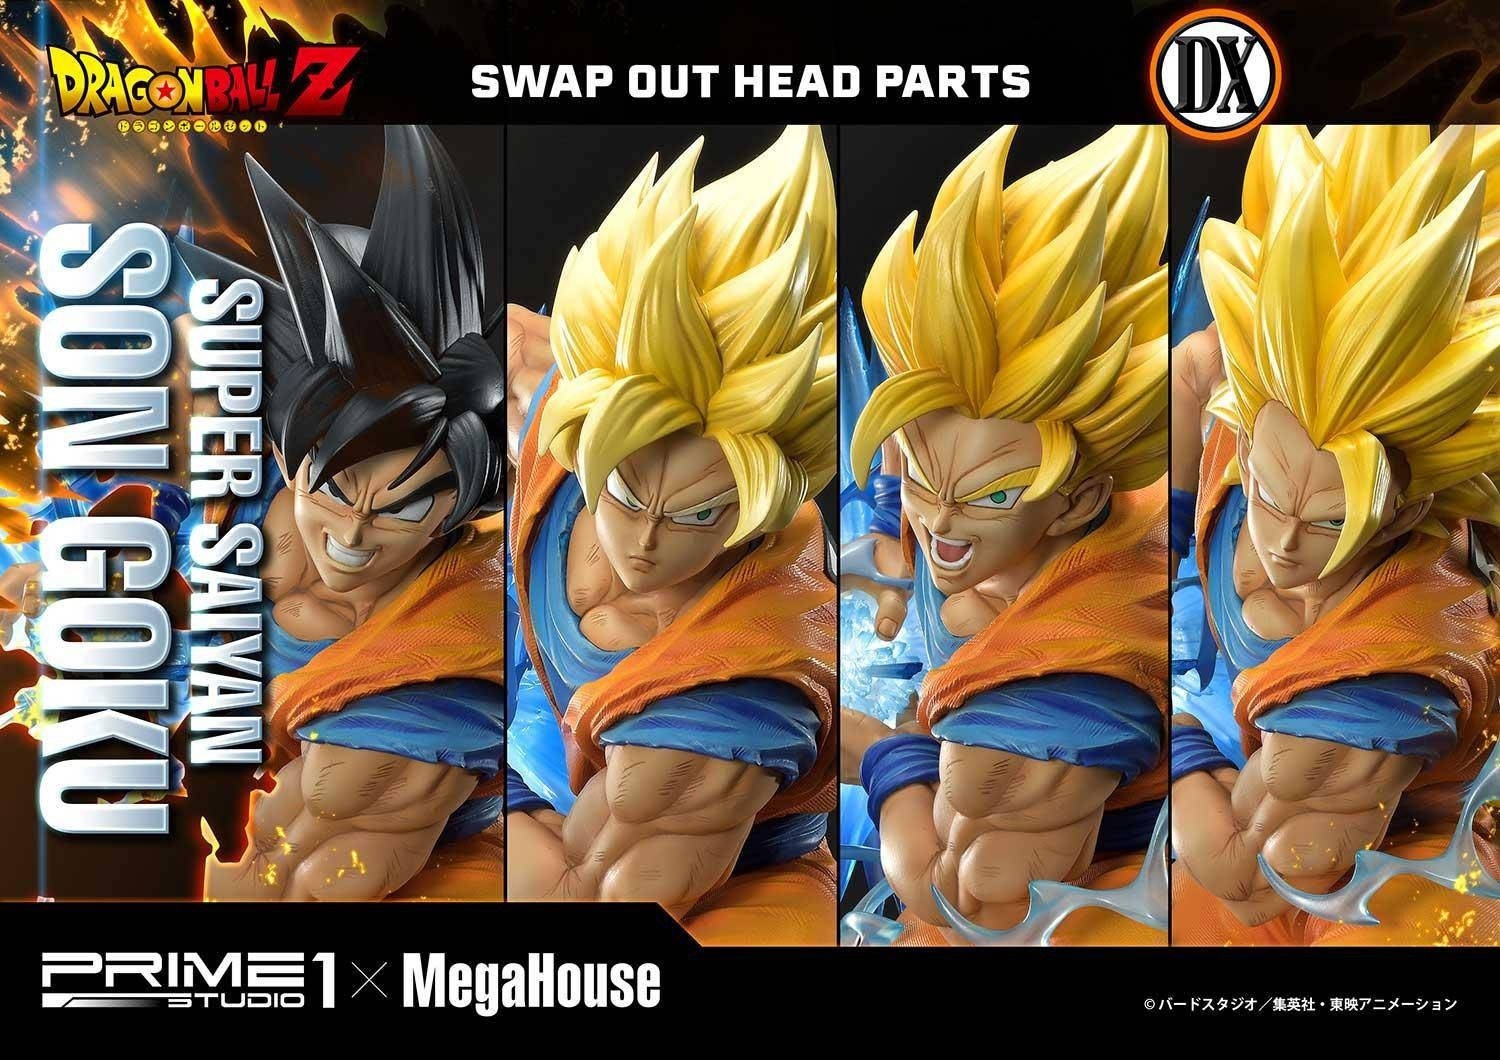 DRAGONBALL Z
ドラゴンボールゼット
SWAP OUT HEAD PARTS
DX
SUPER SAIYAN
SON GOKU
PRIME 1 STUDIO × MegaHouse
©バードスタジオ／集英社・東映アニメーション